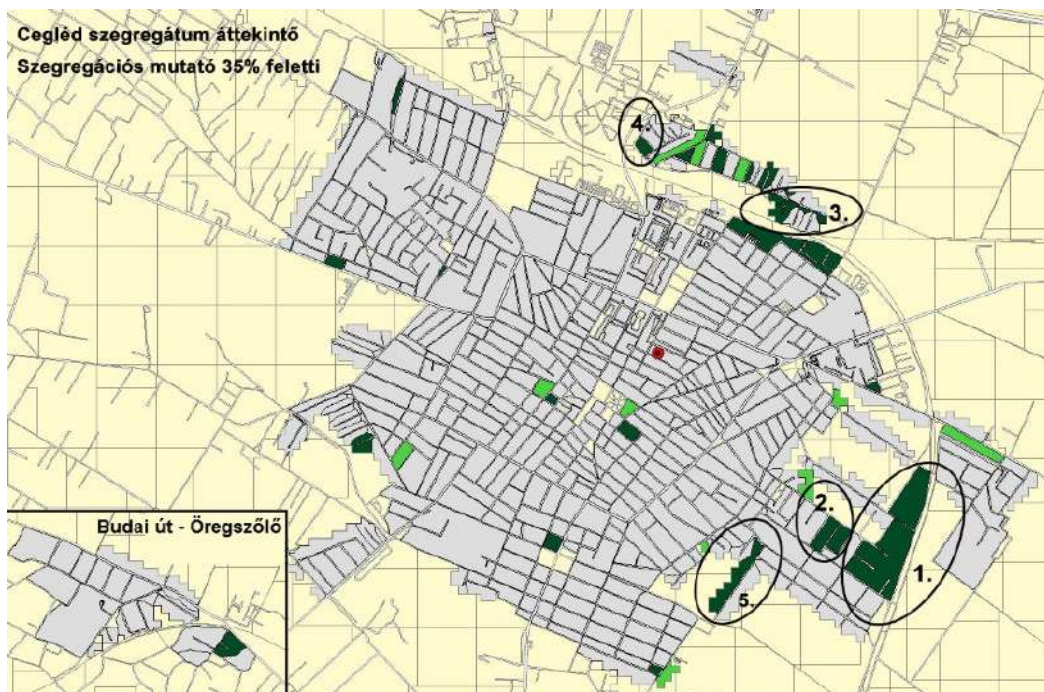 Cegléd szegregátum áttekintő
Szegregációs mutató 35% feletti
4.
3.
2.
1.
5.
Budai út - Öregszőlő